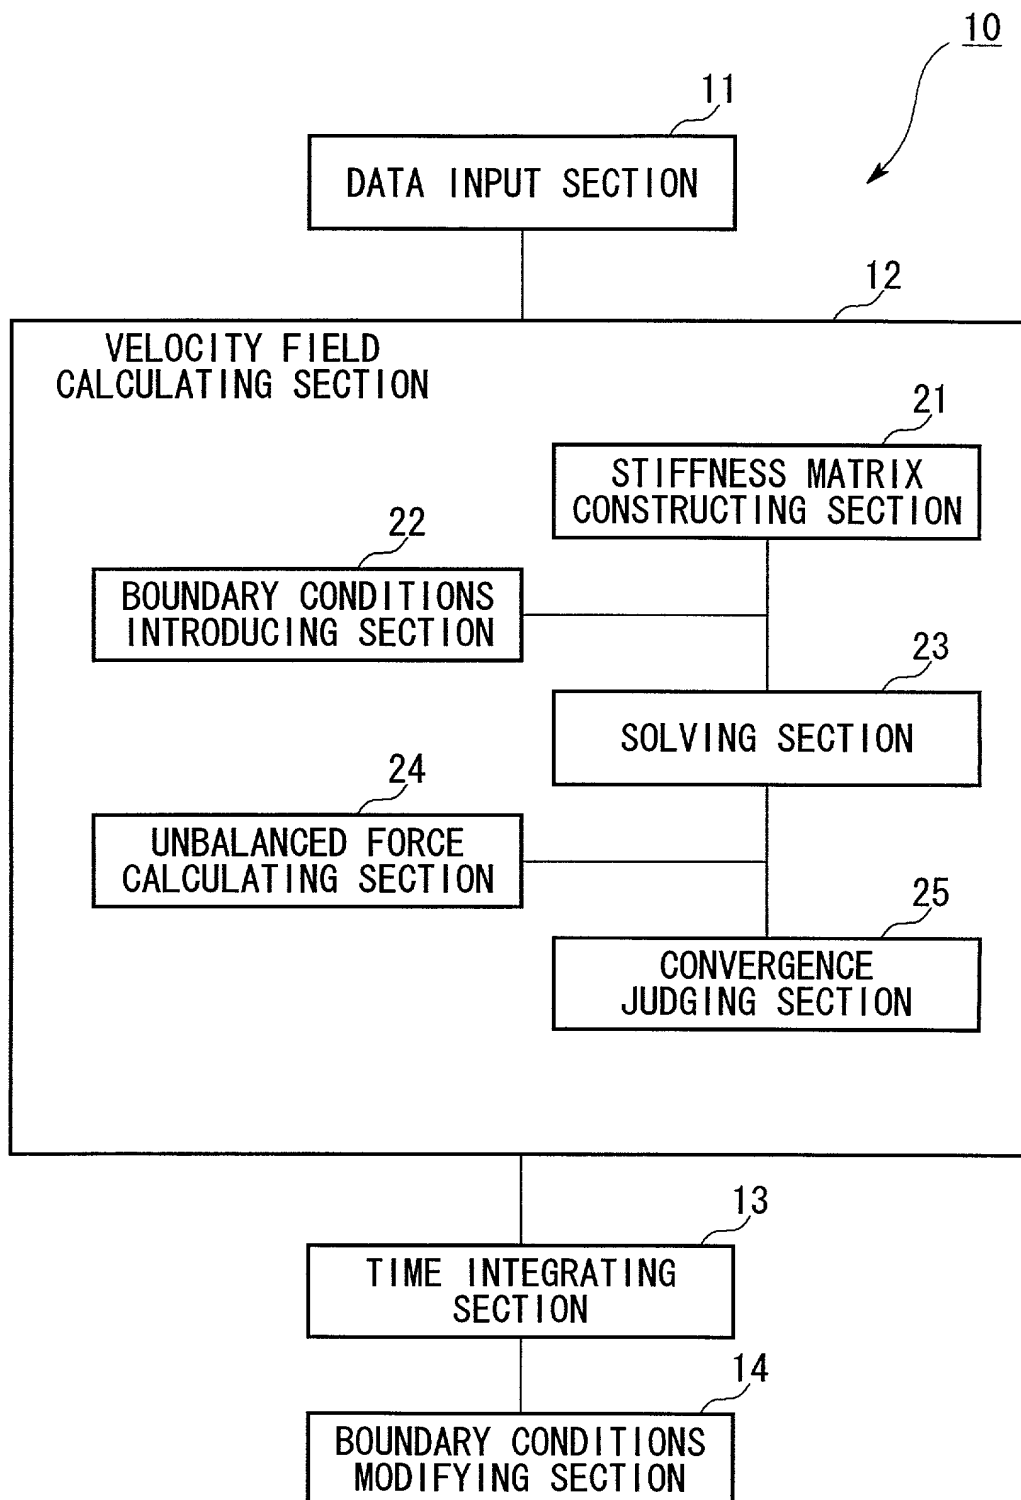 10
11
DATA INPUT SECTION
12
VELOCITY FIELD
CALCULATING SECTION
21
STIFFNESS MATRIX
CONSTRUCTING SECTION
22
BOUNDARY CONDITIONS
INTRODUCING SECTION
23
SOLVING SECTION
24
UNBALANCED FORCE
CALCULATING SECTION
25
CONVERGENCE
JUDGING SECTION
13
TIME INTEGRATING
SECTION
14
BOUNDARY CONDITIONS
MODIFYING SECTION